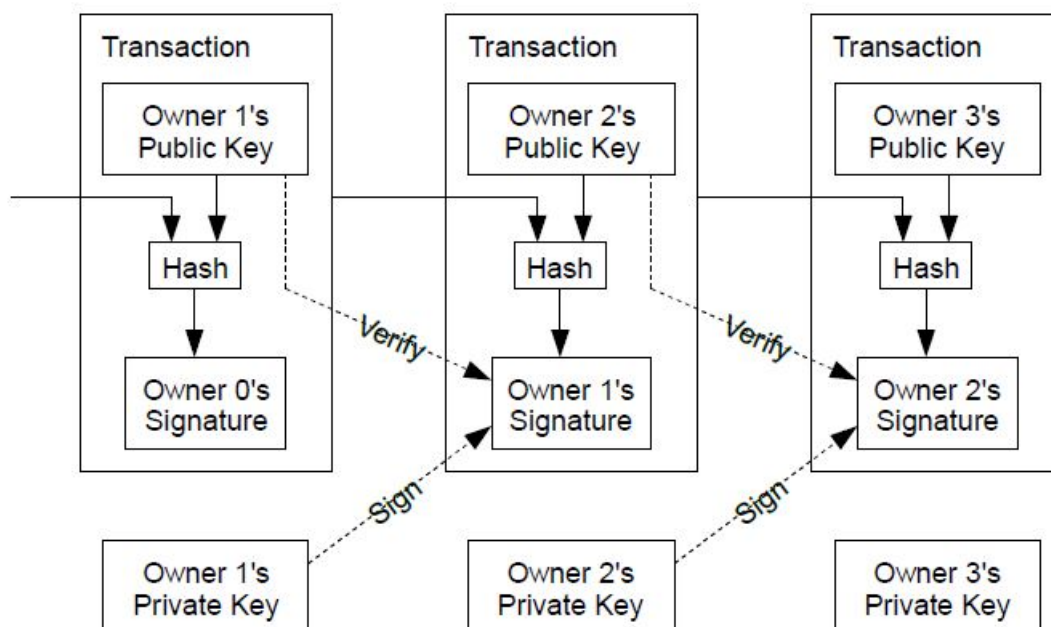 Transaction
Transaction
Transaction
Owner 1's
Public Key
Owner 2's
Public Key
Owner 3's
Public Key
Hash
Hash
Hash
Verify
Verify
Owner 0's
Signature
Owner 1's
Signature
Owner 2's
Signature
Sign
Sign
Owner 1's
Private Key
Owner 2's
Private Key
Owner 3's
Private Key